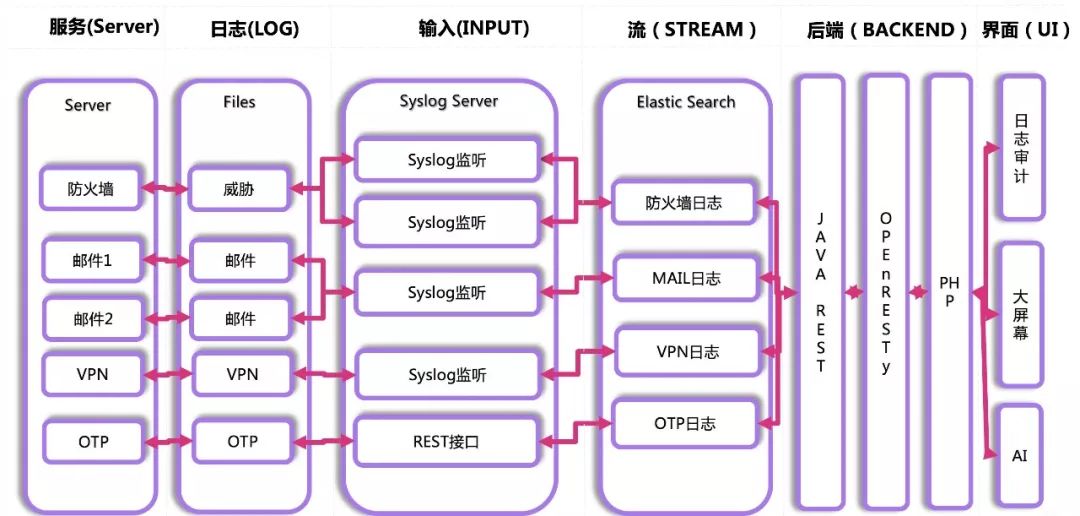 服务(Server)
日志(LOG)
输入(INPUT)
流（STREAM）
后端（BACKEND）
界面（UI）
Server
防火墙
邮件1
邮件2
VPN
OTP
Files
威胁
邮件
邮件
VPN
OTP
Syslog Server
Syslog监听
Syslog监听
Syslog监听
Syslog监听
REST接口
Elastic Search
防火墙日志
MAIL日志
VPN日志
OTP日志
JAVA REST
OPEnRESTy
PH
P
日志审计
大屏幕
AI